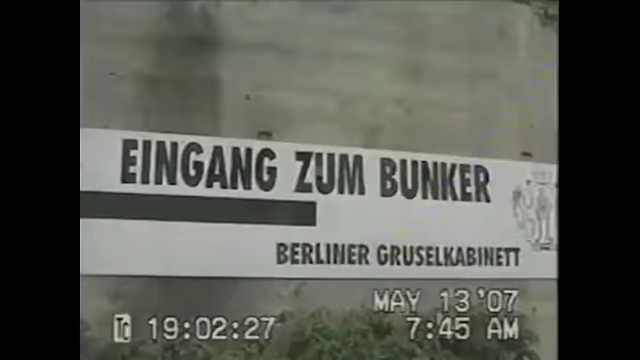 EINGANG ZUM BUNKER
BERLINER GRUSELKABINETT
MAY 13 '07
TC 19:02:27 7:45 AM